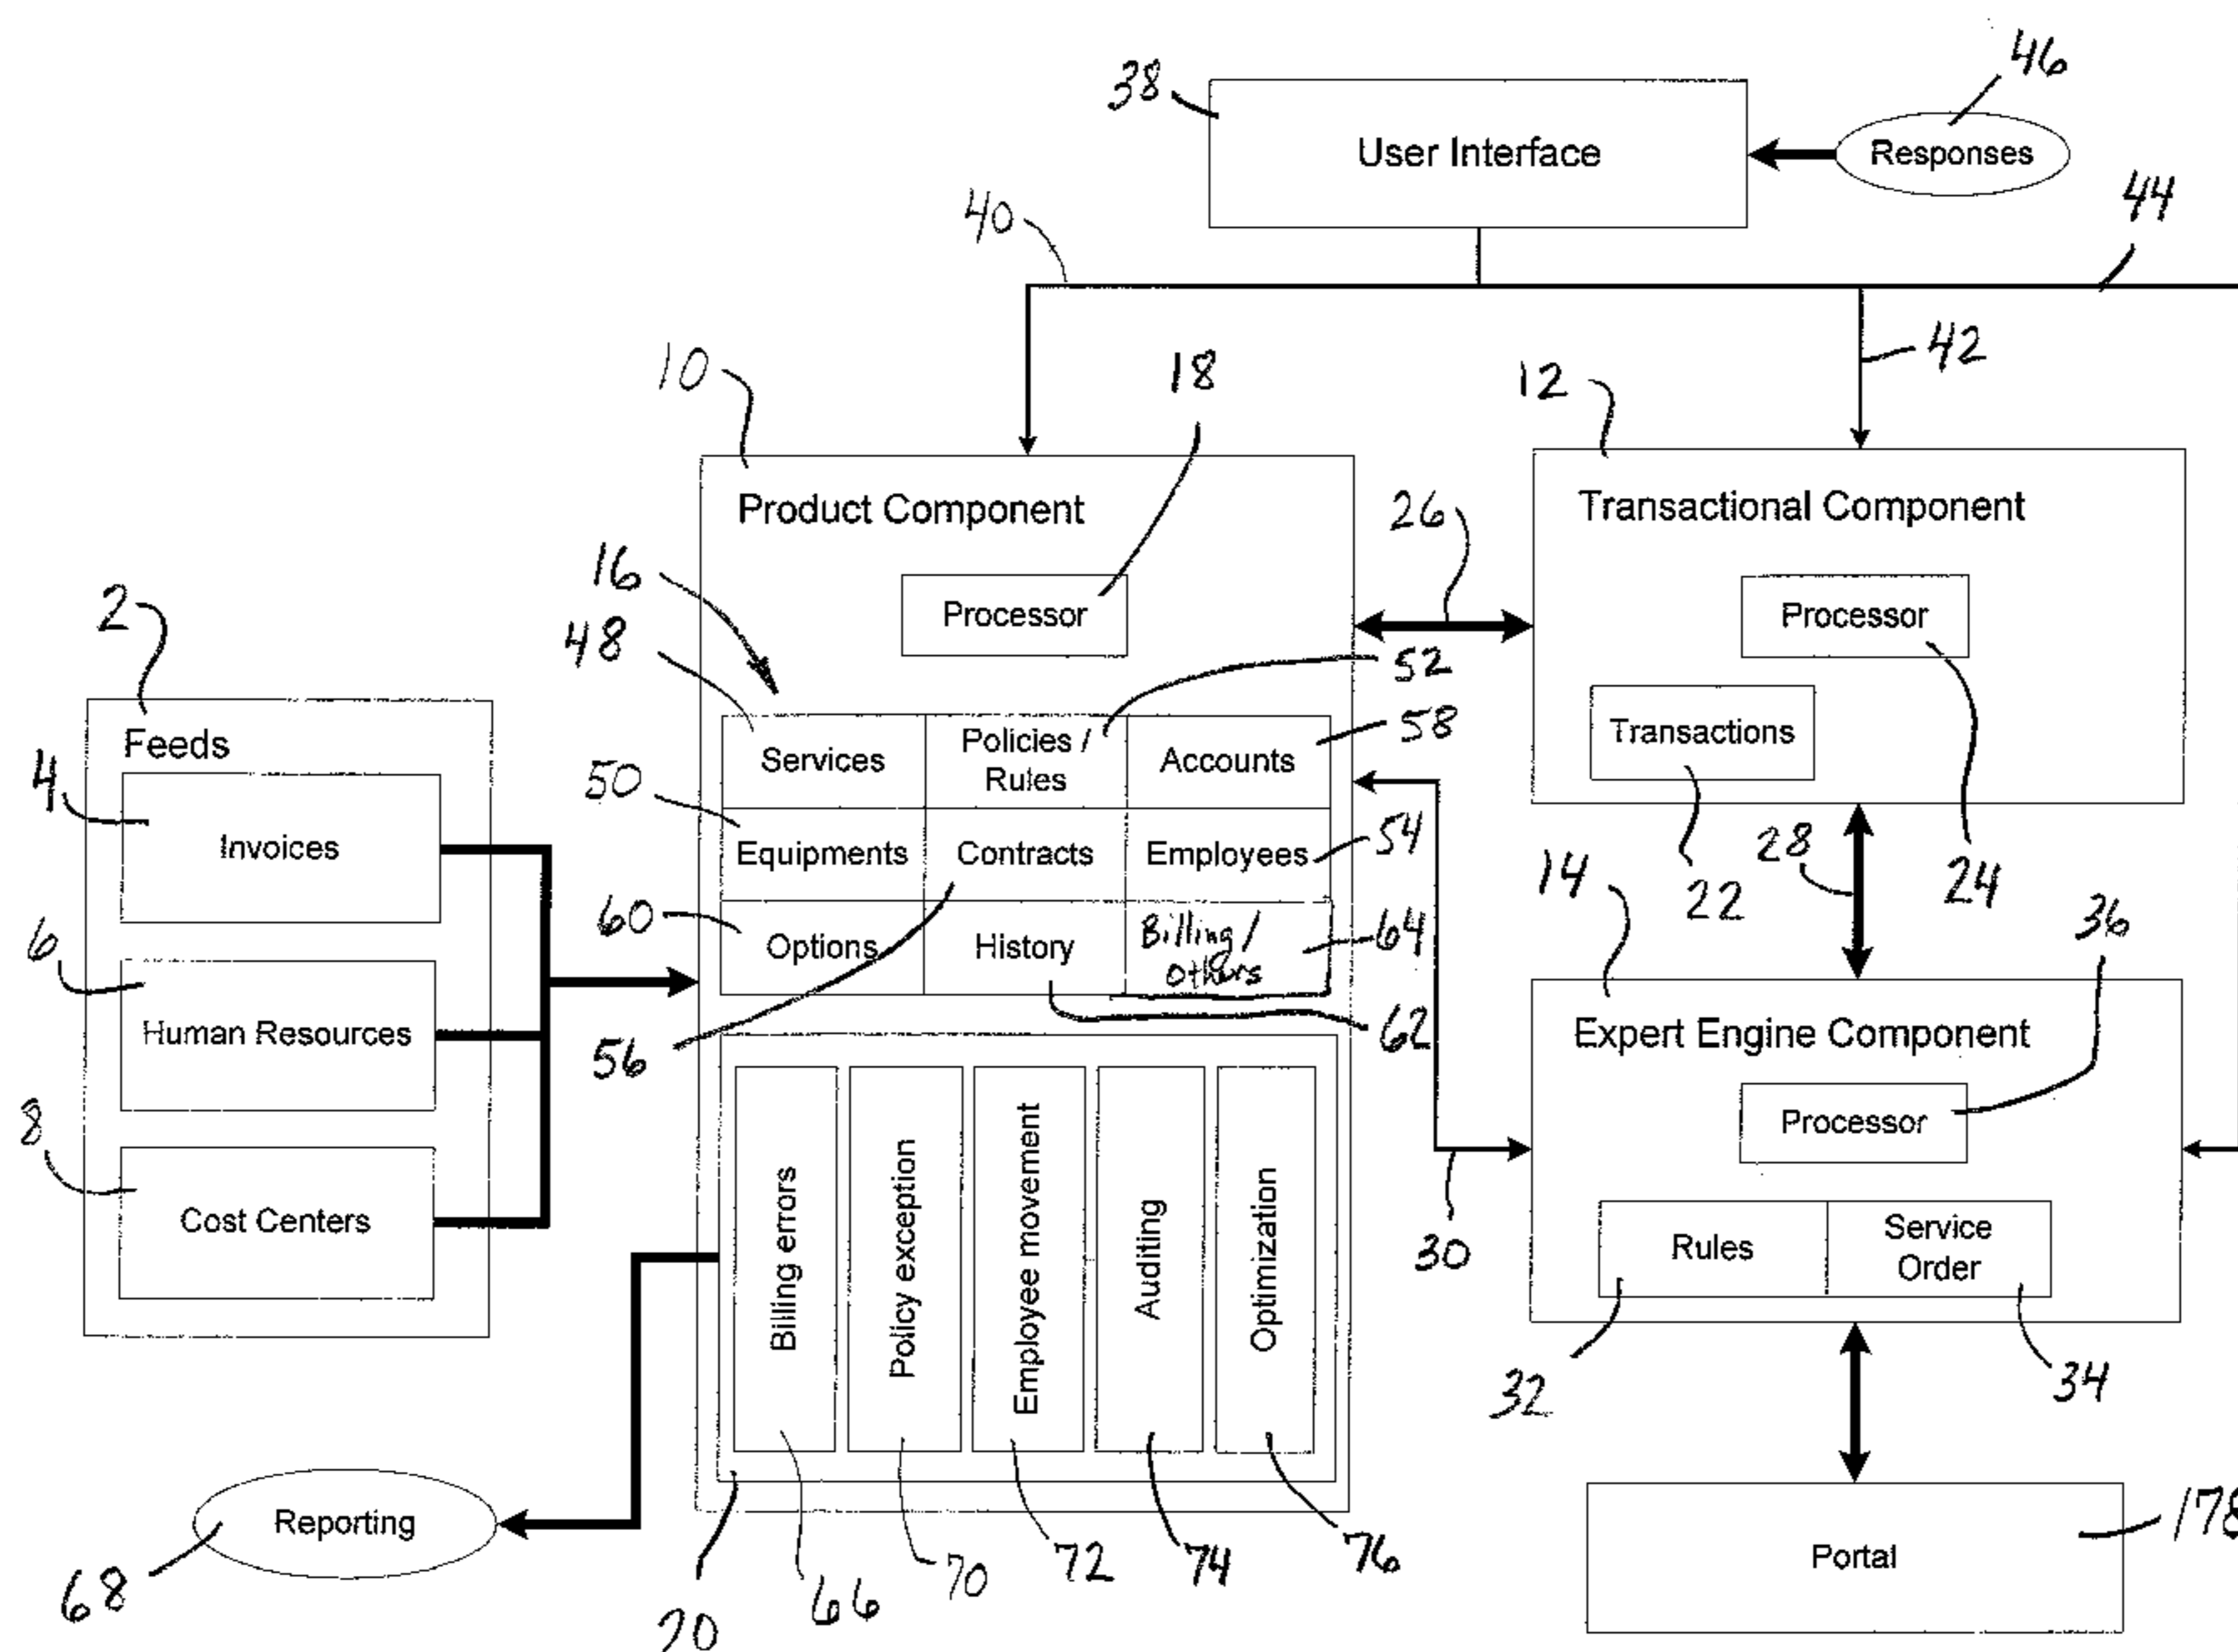 46
38
User Interface
Responses
40
44
42
10
18
12
Product Component
26
Transactional Component
16
Processor
Processor
2
48
52
Feeds
Services
Policies /
Rules
Accounts
58
Transactions
4
50
Invoices
Equipments
Contracts
Employees
54
28
22
24
14
36
60
Options
History
Billing /
Others
64
6
Human Resources
56
62
Expert Engine Component
Processor
8
Cost Centers
Billing errors
Policy exception
Employee movement
Auditing
Optimization
30
Rules
Service
Order
32
34
Reporting
68
20
66
70
72
74
76
Portal
178